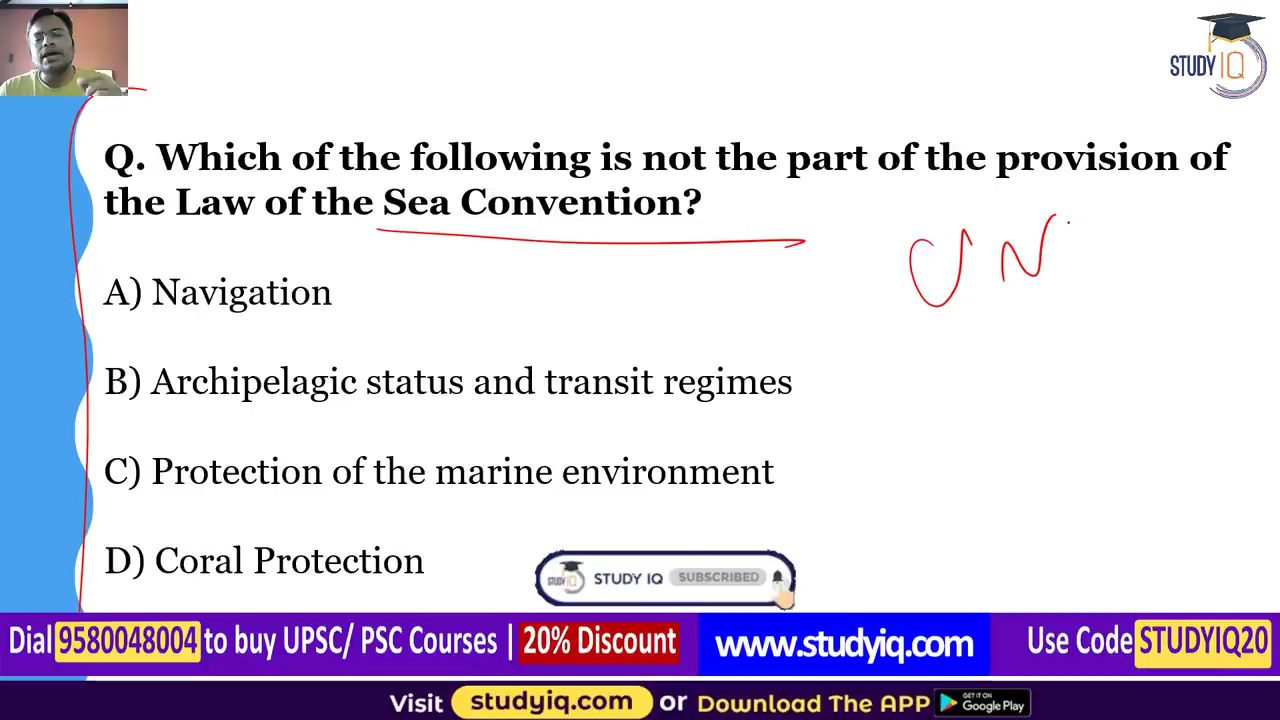 STUDY IQ
Q. Which of the following is not the part of the provision of
the Law of the Sea Convention?
UN
A) Navigation
B) Archipelagic status and transit regimes
C) Protection of the marine environment
D) Coral Protection
STUDY IQ STUDY IQ SUBSCRIBED
Dial 9580048004 to buy UPSC/ PSC Courses | 20% Discount www.studyiq.com Use Code STUDYIQ20
Visit studyiq.com or Download The APP GET IT ON Google Play